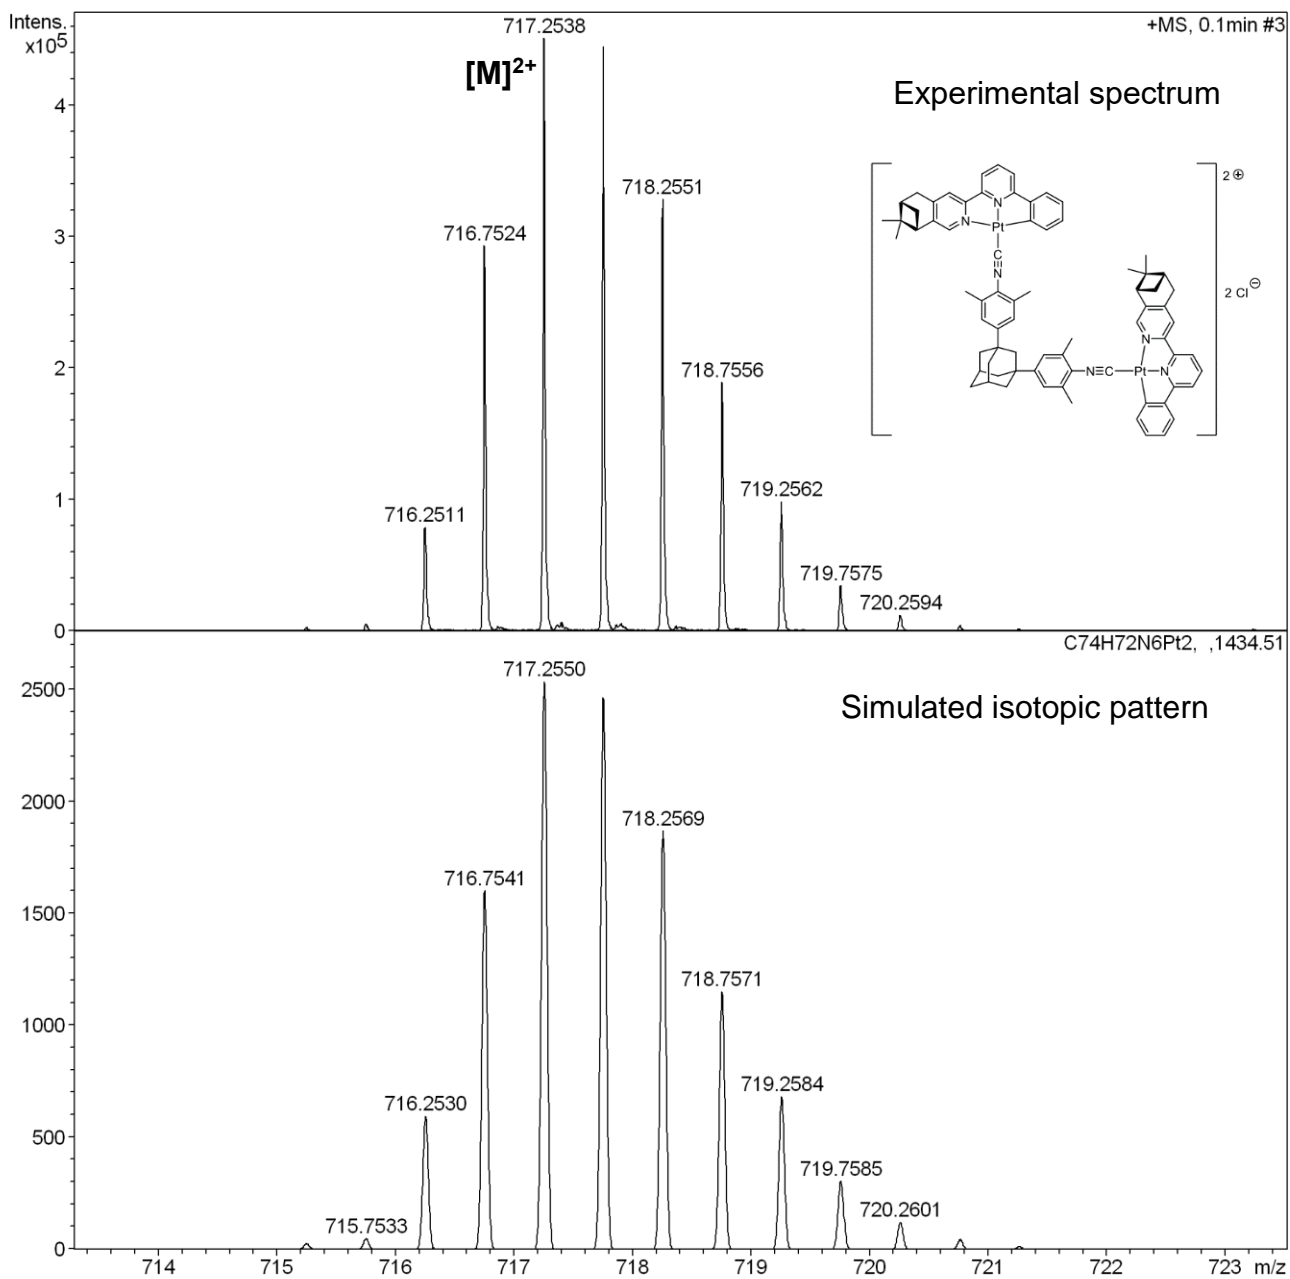 Intens.
x10⁵
+MS, 0.1min #3
717.2538
[M]²⁺
Experimental spectrum
4
718.2551
716.7524
3
718.7556
2
719.2562
716.2511
1
719.7575
720.2594
0
2⊕
2 Cl⊖
N
N
Pt
C
N
N
N≡C
Pt
N
C74H72N6Pt2, ,1434.51
717.2550
Simulated isotopic pattern
2500
2000
718.2569
716.7541
1500
718.7571
1000
719.2584
716.2530
500
719.7585
720.2601
715.7533
0
714 715 716 717 718 719 720 721 722 723 m/z